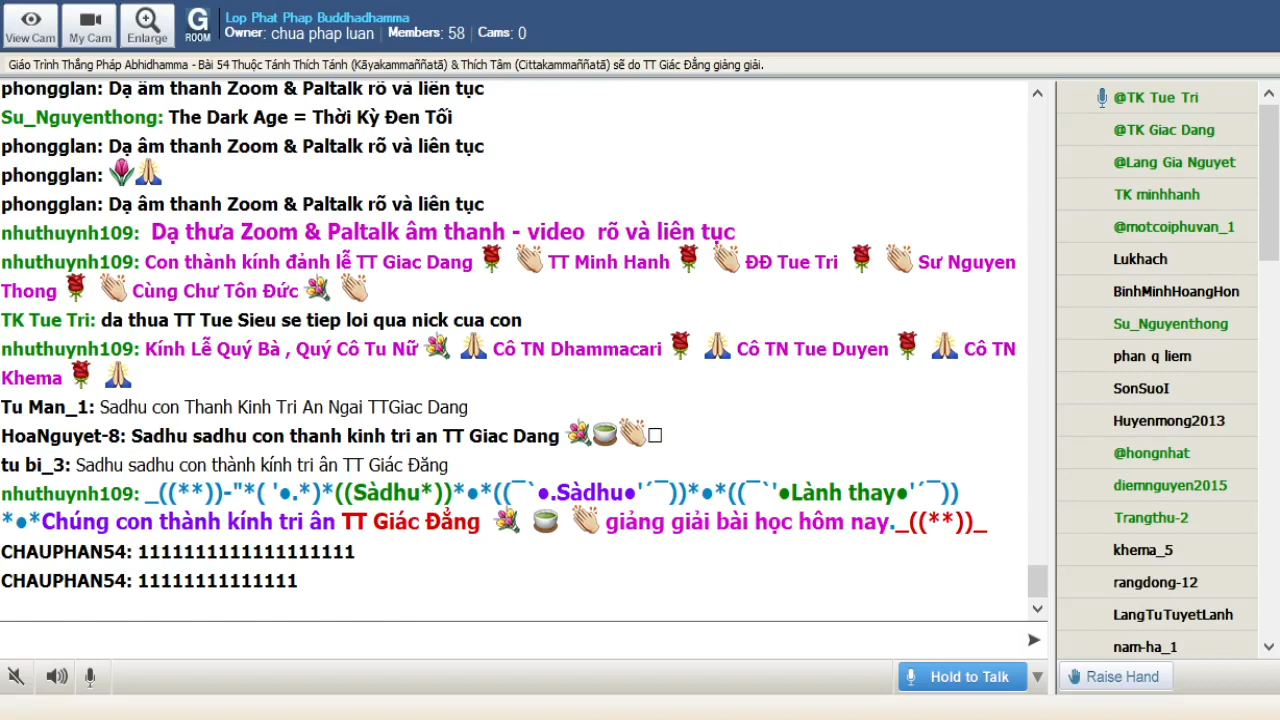 View Cam
My Cam
Enlarge
G
ROOM
Lop Phat Phap Buddhadhamma
Owner: chua phap luan | Members: 58 | Cams: 0
Giáo Trình Thắng Pháp Abhidhamma - Bài 54 Thuộc Tánh Thích Tánh (Kāyakammaññatā) & Thích Tâm (Cittakammaññatā) sẽ do TT Giác Đẳng giảng giải.
phongglan: Dạ âm thanh Zoom & Paltalk rõ và liên tục
Su_Nguyenthong: The Dark Age = Thời Kỳ Đen Tối
phongglan: Dạ âm thanh Zoom & Paltalk rõ và liên tục
phongglan: 🌷🙏
phongglan: Dạ âm thanh Zoom & Paltalk rõ và liên tục
nhuthuynh109: Dạ thưa Zoom & Paltalk âm thanh - video rõ và liên tục
nhuthuynh109: Con thành kính đảnh lễ TT Giac Dang 🌹 👏 TT Minh Hanh 🌹 👏 ĐĐ Tue Tri 🌹 👏 Sư Nguyen
Thong 🌹 👏 Cùng Chư Tôn Đức 💐 👏
TK Tue Tri: da thua TT Tue Sieu se tiep loi qua nick cua con
nhuthuynh109: Kính Lễ Quý Bà , Quý Cô Tu Nữ 💐 🙏 Cô TN Dhammacari 🌹 🙏 Cô TN Tue Duyen 🌹 🙏 Cô TN
Khema 🌹 🙏
Tu Man_1: Sadhu con Thanh Kinh Tri An Ngai TTGiac Dang
HoaNguyet-8: Sadhu sadhu con thanh kinh tri an TT Giac Dang 💐🍵👏□
tu bi_3: Sadhu sadhu con thành kính tri ân TT Giác Đăng
nhuthuynh109: _((**))-"*( '●.*)*((Sàdhu*))*●*((¯`●.Sàdhu●'´¯))*●*((¯`'●Lành thay●'´¯))
*●*Chúng con thành kính tri ân TT Giác Đẳng 💐 🍵 👏 giảng giải bài học hôm nay._((**))_
CHAUPHAN54: 1111111111111111111
CHAUPHAN54: 11111111111111
@TK Tue Tri
@TK Giac Dang
@Lang Gia Nguyet
TK minhhanh
@motcoiphuvan_1
Lukhach
BinhMinhHoangHon
Su_Nguyenthong
phan q liem
SonSuoI
Huyenmong2013
@hongnhat
diemnguyen2015
Trangthu-2
khema_5
rangdong-12
LangTuTuyetLanh
nam-ha_1
Hold to Talk
Raise Hand